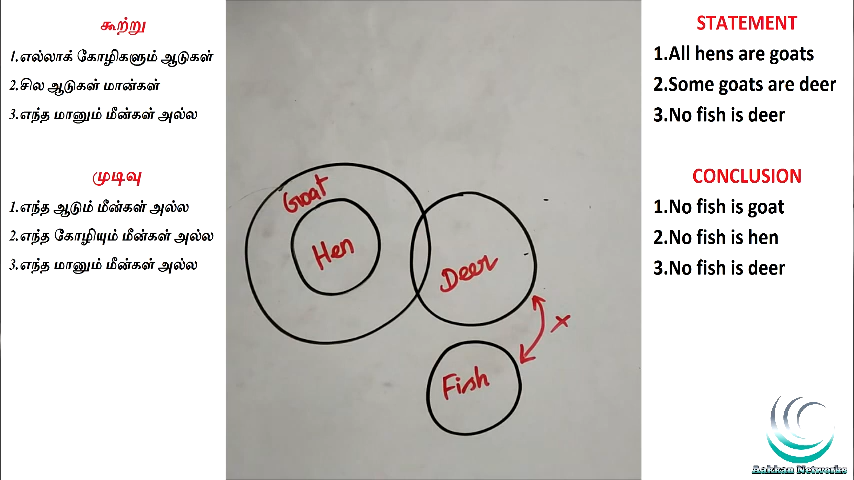 கூற்று
1.எல்லாக் கோழிகளும் ஆடுகள்
2.சில ஆடுகள் மான்கள்
3.எந்த மானும் மீன்கள் அல்ல
முடிவு
1.எந்த ஆடும் மீன்கள் அல்ல
2.எந்த கோழியும் மீன்கள் அல்ல
3.எந்த மானும் மீன்கள் அல்ல
Goat
Hen
Deer
Fish
STATEMENT
1.All hens are goats
2.Some goats are deer
3.No fish is deer
CONCLUSION
1.No fish is goat
2.No fish is hen
3.No fish is deer
Aakkan Networks